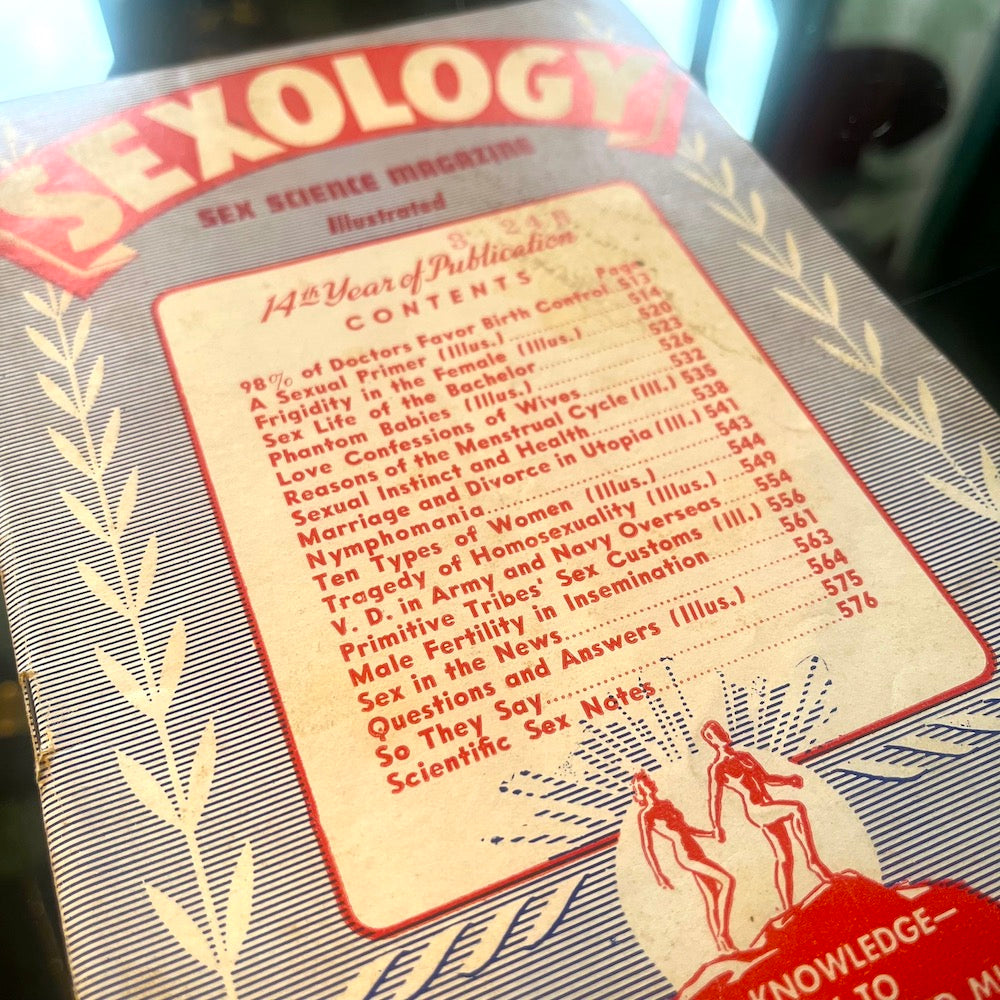 SEXOLOGY
SEX SCIENCE MAGAZINE
Illustrated
14th Year of Publication
CONTENTS
Page
98% of Doctors Favor Birth Control 513
A Sexual Primer (Illus.) 514
Frigidity in the Female (Illus.) 520
Sex Life of the Bachelor 523
Phantom Babies (Illus.) 526
Love Confessions of Wives 532
Reasons of the Menstrual Cycle (Ill.) 535
Sexual Instinct and Health 538
Marriage and Divorce in Utopia (Ill.) 541
Nymphomania 543
Ten Types of Women (Illus.) 544
Tragedy of Homosexuality (Illus.) 549
V. D. in Army and Navy Overseas 554
Primitive Tribes' Sex Customs (Ill.) 556
Male Fertility in Insemination 561
Sex in the News 563
Questions and Answers (Illus.) 564
So They Say 575
Scientific Sex Notes 576
KNOWLEDGE—
TO